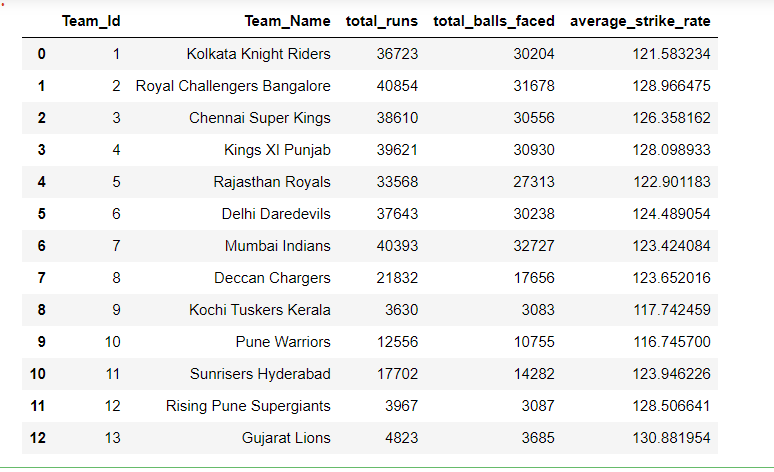 Team_Id Team_Name total_runs total_balls_faced average_strike_rate
0 1 Kolkata Knight Riders 36723 30204 121.583234
1 2 Royal Challengers Bangalore 40854 31678 128.966475
2 3 Chennai Super Kings 38610 30556 126.358162
3 4 Kings XI Punjab 39621 30930 128.098933
4 5 Rajasthan Royals 33568 27313 122.901183
5 6 Delhi Daredevils 37643 30238 124.489054
6 7 Mumbai Indians 40393 32727 123.424084
7 8 Deccan Chargers 21832 17656 123.652016
8 9 Kochi Tuskers Kerala 3630 3083 117.742459
9 10 Pune Warriors 12556 10755 116.745700
10 11 Sunrisers Hyderabad 17702 14282 123.946226
11 12 Rising Pune Supergiants 3967 3087 128.506641
12 13 Gujarat Lions 4823 3685 130.881954